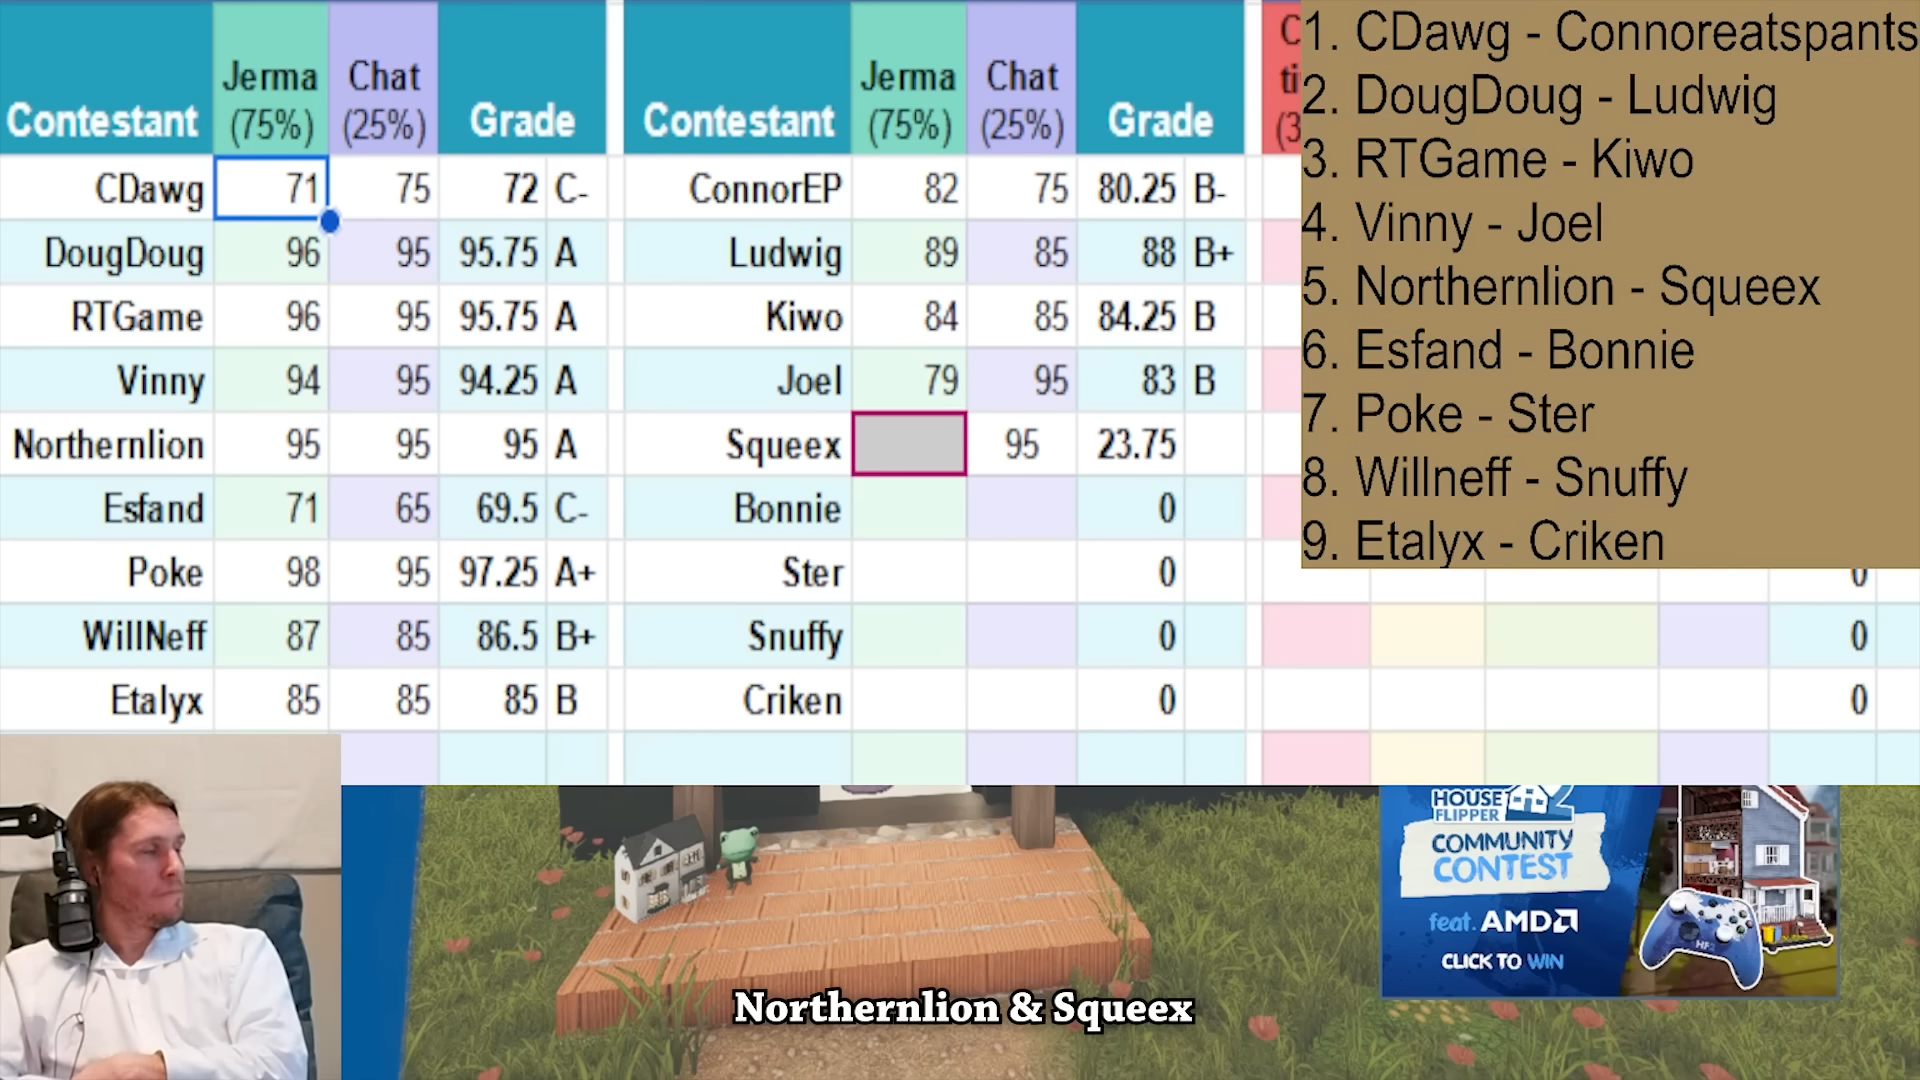 Contestant Jerma (75%) Chat (25%) Grade Contestant Jerma (75%) Chat (25%) Grade
CDawg 71 75 72 C- ConnorEP 82 75 80.25 B-
DougDoug 96 95 95.75 A Ludwig 89 85 88 B+
RTGame 96 95 95.75 A Kiwo 84 85 84.25 B
Vinny 94 95 94.25 A Joel 79 95 83 B
Northernlion 95 95 95 A Squeex 95 23.75
Esfand 71 65 69.5 C- Bonnie 0
Poke 98 95 97.25 A+ Ster 0 0
WillNeff 87 85 86.5 B+ Snuffy 0 0
Etalyx 85 85 85 B Criken 0 0
1. CDawg - Connoreatspants
2. DougDoug - Ludwig
3. RTGame - Kiwo
4. Vinny - Joel
5. Northernlion - Squeex
6. Esfand - Bonnie
7. Poke - Ster
8. Willneff - Snuffy
9. Etalyx - Criken
HOUSE
FLIPPER 2
COMMUNITY
CONTEST
feat. AMD
CLICK TO WIN
HF2
Northernlion & Squeex